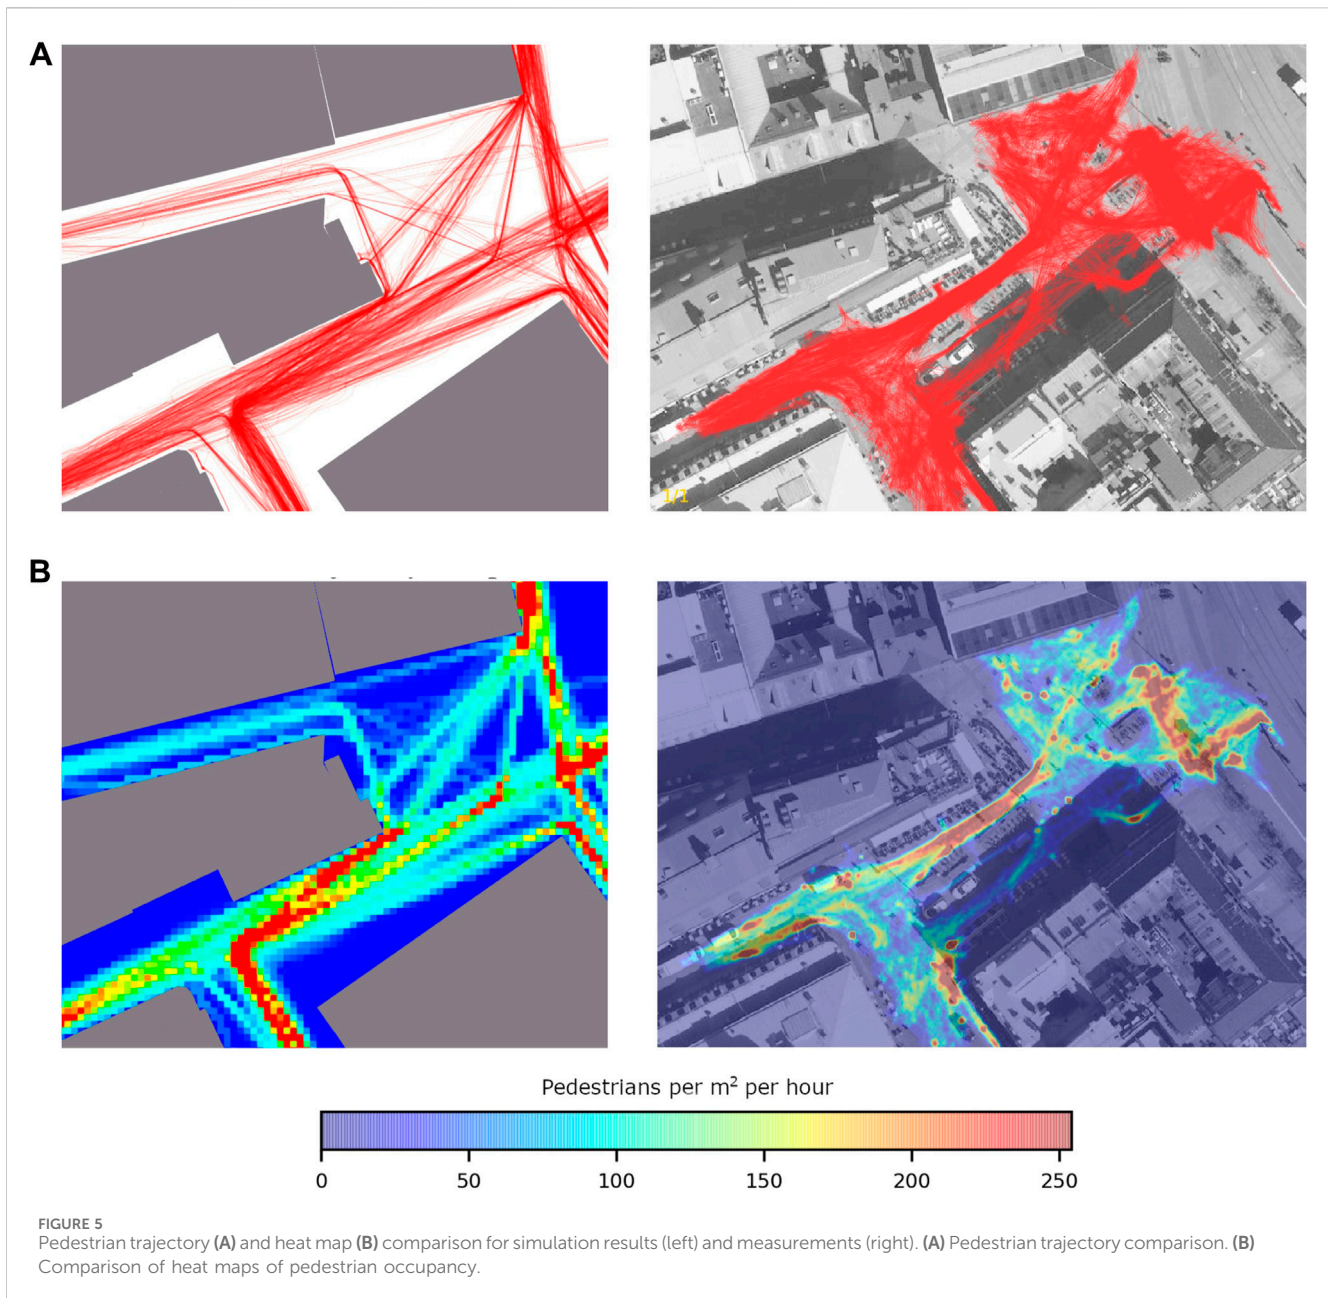 A
1/1
B
Pedestrians per m² per hour
0 50 100 150 200 250
FIGURE 5
Pedestrian trajectory (A) and heat map (B) comparison for simulation results (left) and measurements (right). (A) Pedestrian trajectory comparison. (B)
Comparison of heat maps of pedestrian occupancy.